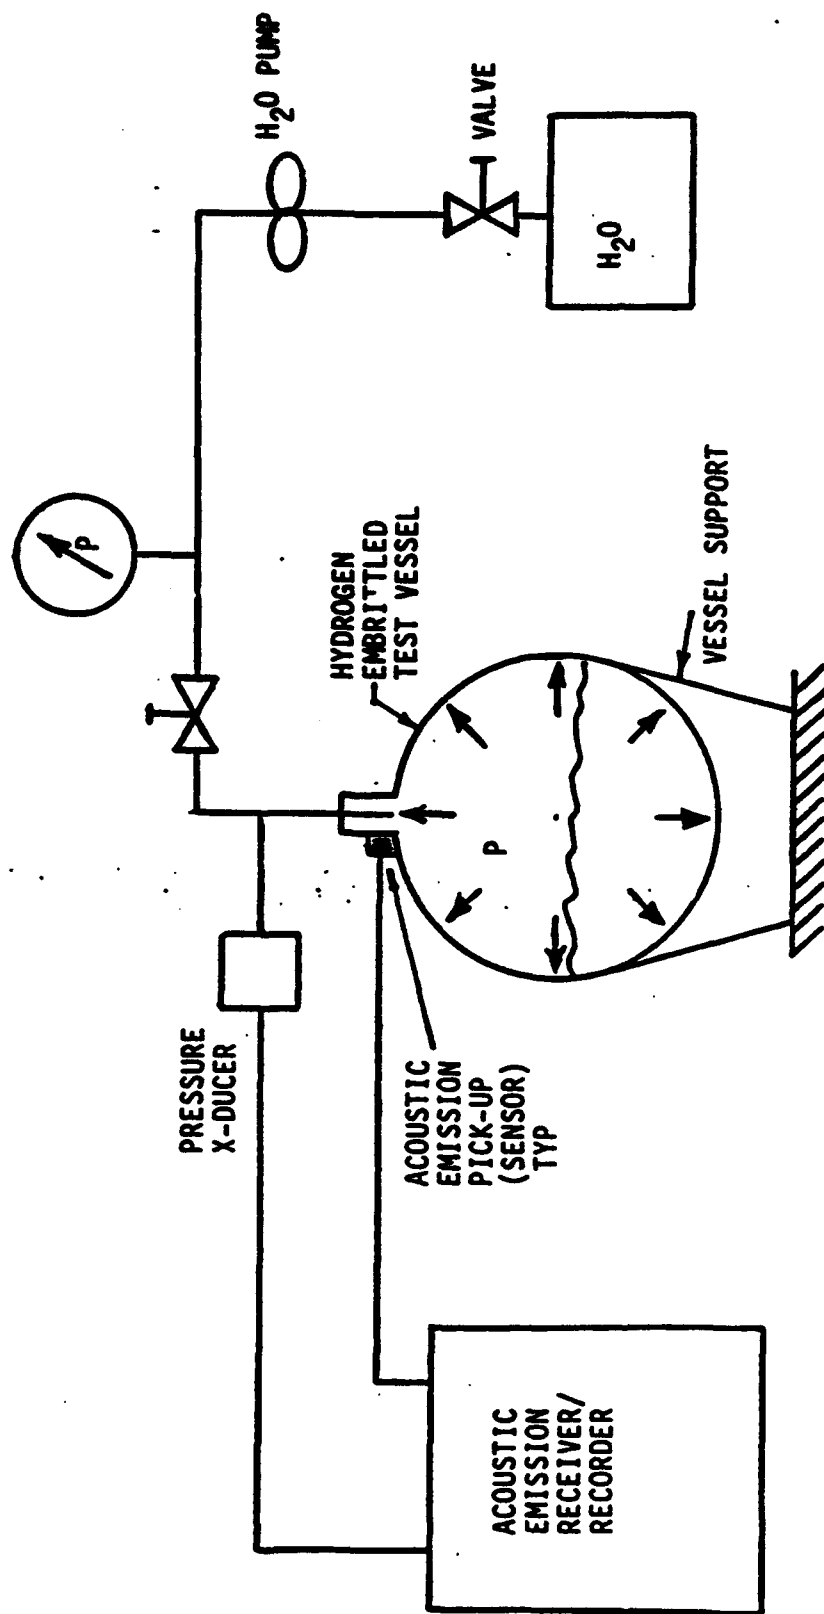 P
PRESSURE
X-DUCER
H₂O PUMP
HYDROGEN
EMBRITTLED
TEST VESSEL
ACOUSTIC
EMISSION
PICK-UP
(SENSOR)
TYP
VALVE
P
ACOUSTIC
EMISSION
RECEIVER/
RECORDER
H₂O
VESSEL SUPPORT